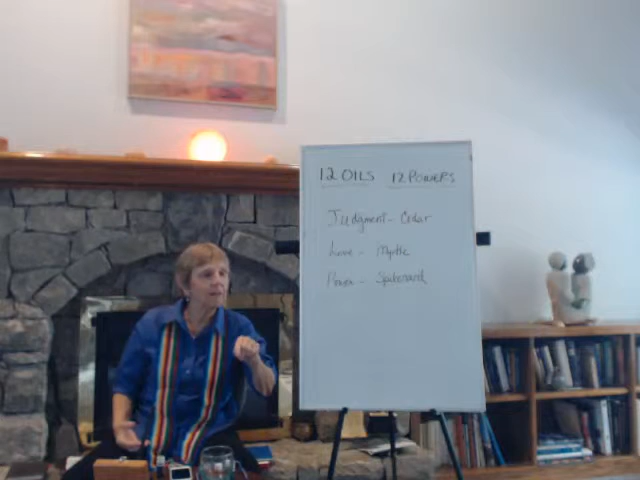 12 OILS 12 POWERS
Judgment - Cedar
Love - Myrtle
Power - Spikenard